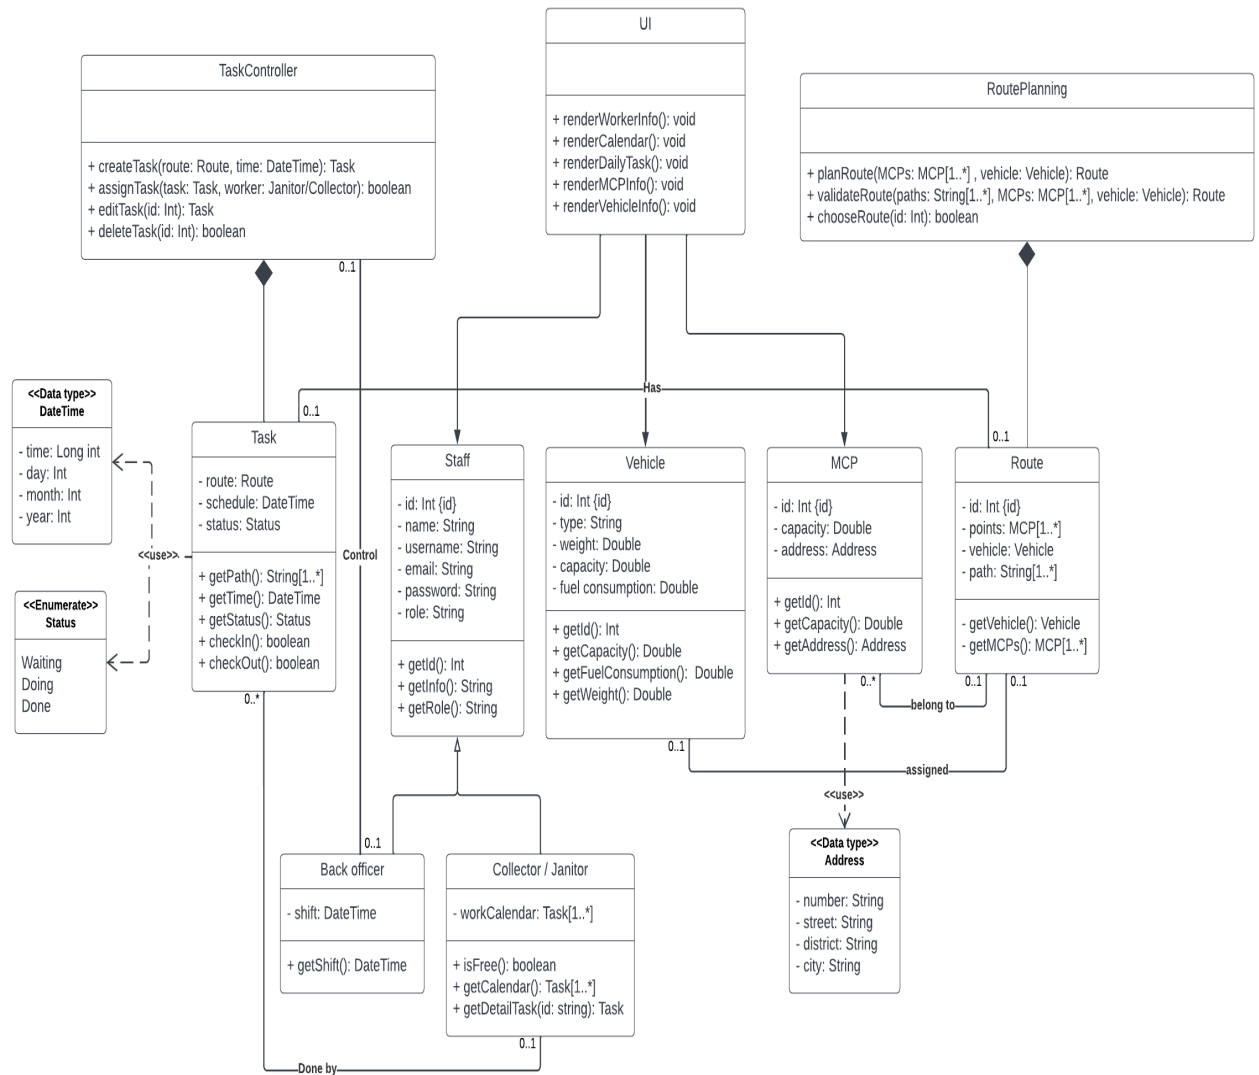 UI
+ renderWorkerInfo(): void
+ renderCalendar(): void
+ renderDailyTask(): void
+ renderMCPInfo(): void
+ renderVehicleInfo(): void
TaskController
+ createTask(route: Route, time: DateTime): Task
+ assignTask(task: Task, worker: Janitor/Collector): boolean
+ editTask(id: Int): Task
+ deleteTask(id: Int): boolean
RoutePlanning
+ planRoute(MCPs: MCP[1..*] , vehicle: Vehicle): Route
+ validateRoute(paths: String[1..*], MCPs: MCP[1..*], vehicle: Vehicle): Route
+ chooseRoute(id: Int): boolean
0..1
Has
0..1
0..1
<<Data type>>
DateTime
- time: Long int
- day: Int
- month: Int
- year: Int
<<use>>
<<Enumerate>>
Status
Waiting
Doing
Done
Task
- route: Route
- schedule: DateTime
- status: Status
+ getPath(): String[1..*]
+ getTime(): DateTime
+ getStatus(): Status
+ checkIn(): boolean
+ checkOut(): boolean
0..*
Control
Staff
- id: Int {id}
- name: String
- username: String
- email: String
- password: String
- role: String
+ getId(): Int
+ getInfo(): String
+ getRole(): String
Vehicle
- id: Int {id}
- type: String
- weight: Double
- capacity: Double
- fuel consumption: Double
+ getId(): Int
+ getCapacity(): Double
+ getFuelConsumption():  Double
+ getWeight(): Double
0..1
MCP
- id: Int {id}
- capacity: Double
- address: Address
+ getId(): Int
+ getCapacity(): Double
+ getAddress(): Address
0..*
Route
- id: Int {id}
- points: MCP[1..*]
- vehicle: Vehicle
- path: String[1..*]
- getVehicle(): Vehicle
- getMCPs(): MCP[1..*]
0..1
0..1
belong to
assigned
<<use>>
<<Data type>>
Address
- number: String
- street: String
- district: String
- city: String
0..1
Back officer
- shift: DateTime
+ getShift(): DateTime
Collector / Janitor
- workCalendar: Task[1..*]
+ isFree(): boolean
+ getCalendar(): Task[1..*]
+ getDetailTask(id: string): Task
0..1
Done by